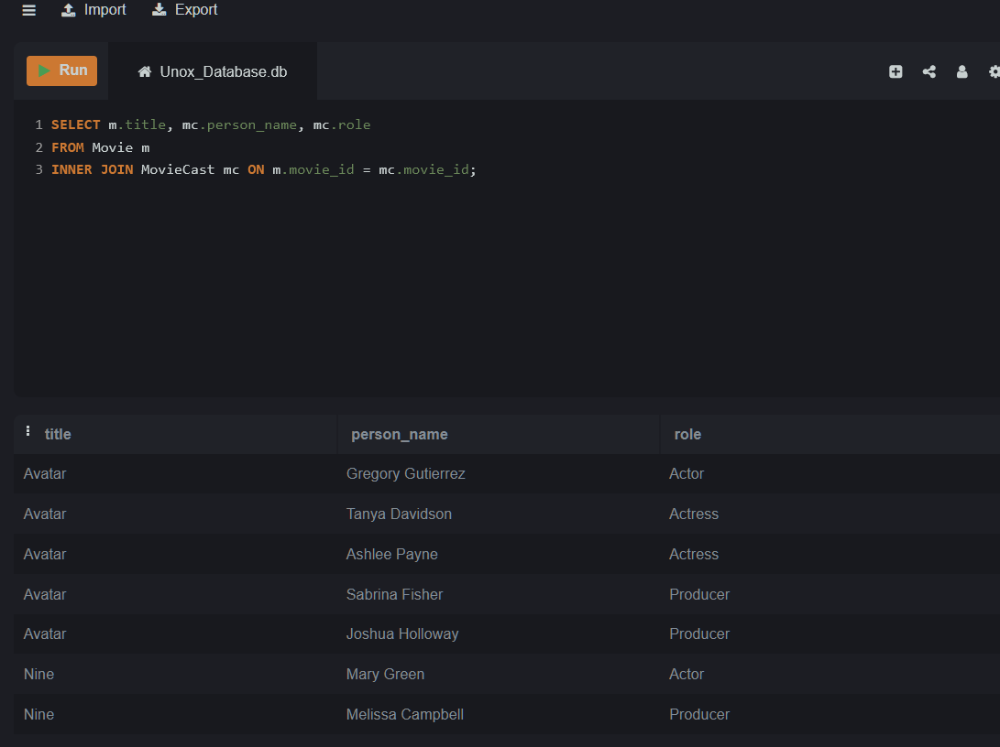 Import Export
Run Unox_Database.db
1 SELECT m.title, mc.person_name, mc.role
2 FROM Movie m
3 INNER JOIN MovieCast mc ON m.movie_id = mc.movie_id;
title person_name role
Avatar Gregory Gutierrez Actor
Avatar Tanya Davidson Actress
Avatar Ashlee Payne Actress
Avatar Sabrina Fisher Producer
Avatar Joshua Holloway Producer
Nine Mary Green Actor
Nine Melissa Campbell Producer